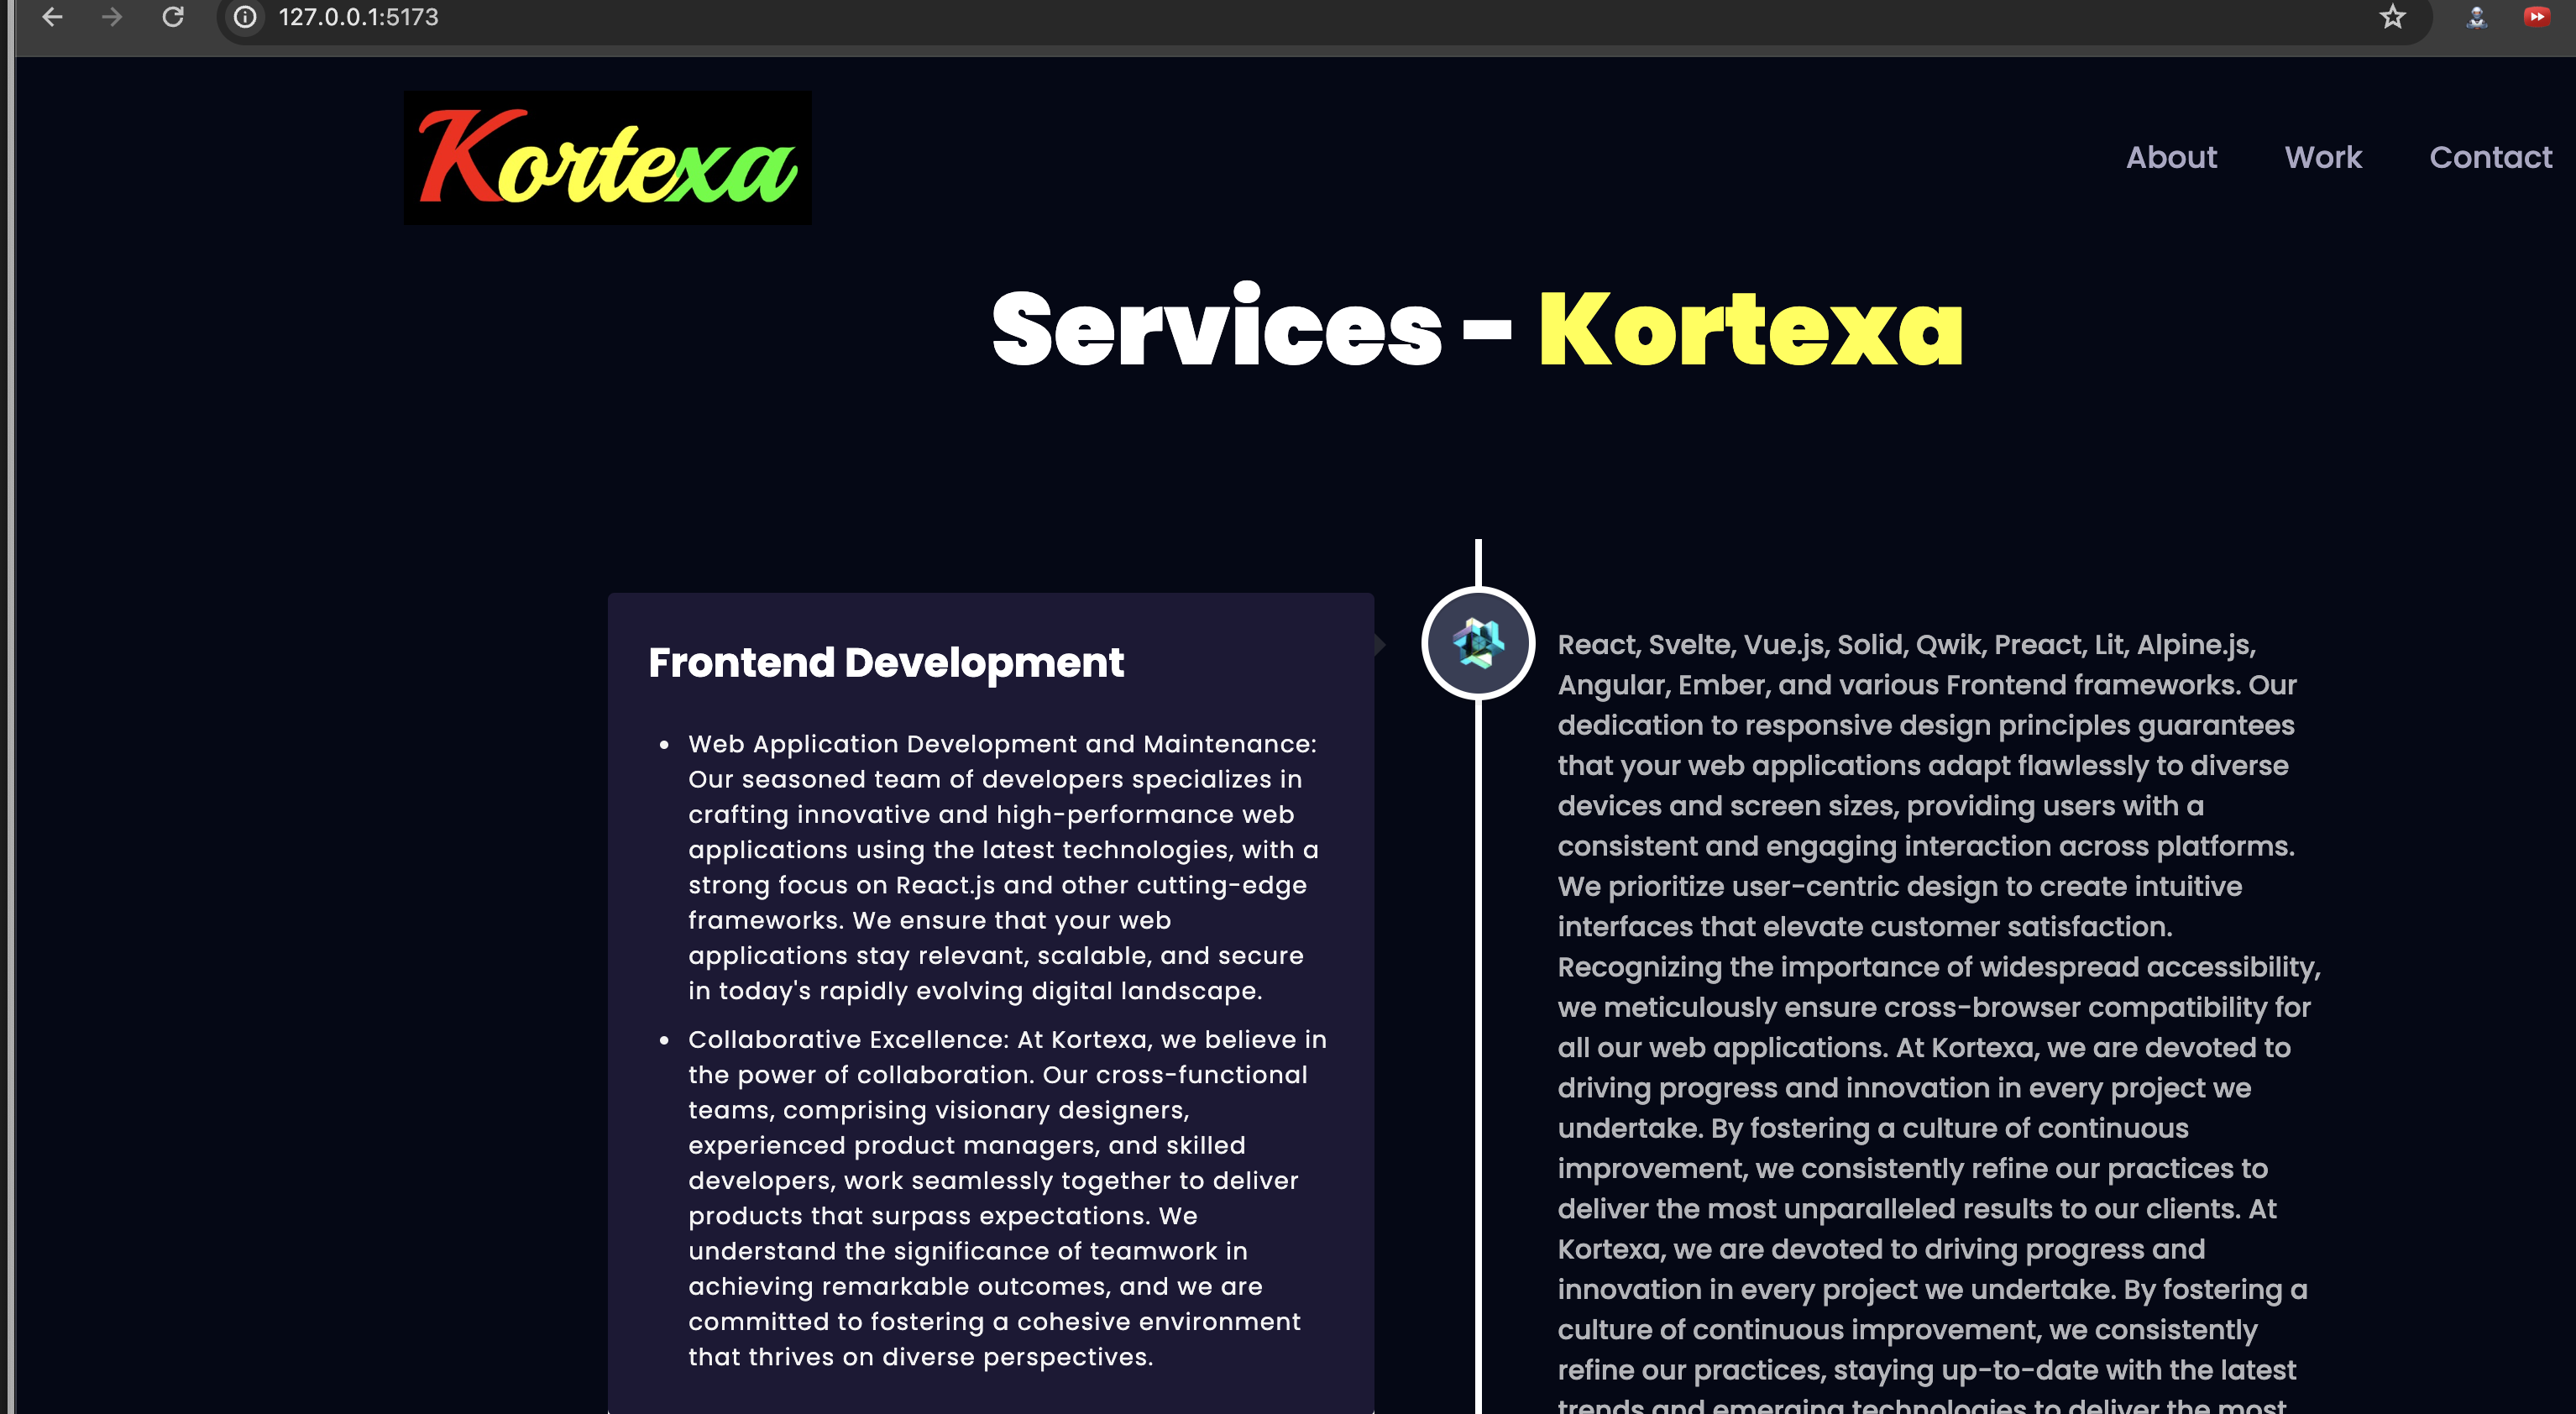 127.0.0.1:5173
Kortexa
About Work Contact
Services - Kortexa
Frontend Development
• Web Application Development and Maintenance:
Our seasoned team of developers specializes in
crafting innovative and high-performance web
applications using the latest technologies, with a
strong focus on React.js and other cutting-edge
frameworks. We ensure that your web
applications stay relevant, scalable, and secure
in today's rapidly evolving digital landscape.
• Collaborative Excellence: At Kortexa, we believe in
the power of collaboration. Our cross-functional
teams, comprising visionary designers,
experienced product managers, and skilled
developers, work seamlessly together to deliver
products that surpass expectations. We
understand the significance of teamwork in
achieving remarkable outcomes, and we are
committed to fostering a cohesive environment
that thrives on diverse perspectives.
React, Svelte, Vue.js, Solid, Qwik, Preact, Lit, Alpine.js,
Angular, Ember, and various Frontend frameworks. Our
dedication to responsive design principles guarantees
that your web applications adapt flawlessly to diverse
devices and screen sizes, providing users with a
consistent and engaging interaction across platforms.
We prioritize user-centric design to create intuitive
interfaces that elevate customer satisfaction.
Recognizing the importance of widespread accessibility,
we meticulously ensure cross-browser compatibility for
all our web applications. At Kortexa, we are devoted to
driving progress and innovation in every project we
undertake. By fostering a culture of continuous
improvement, we consistently refine our practices to
deliver the most unparalleled results to our clients. At
Kortexa, we are devoted to driving progress and
innovation in every project we undertake. By fostering a
culture of continuous improvement, we consistently
refine our practices, staying up-to-date with the latest
trends and emerging technologies to deliver the most